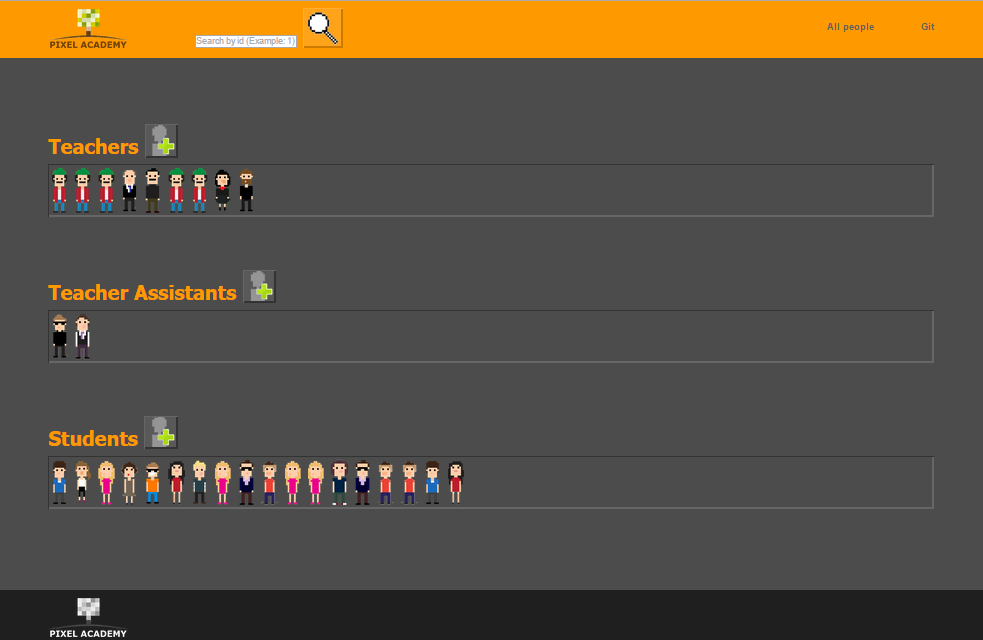 PIXEL ACADEMY
Search by id (Example: 1)
All people
Git
Teachers
Teacher Assistants
Students
PIXEL ACADEMY